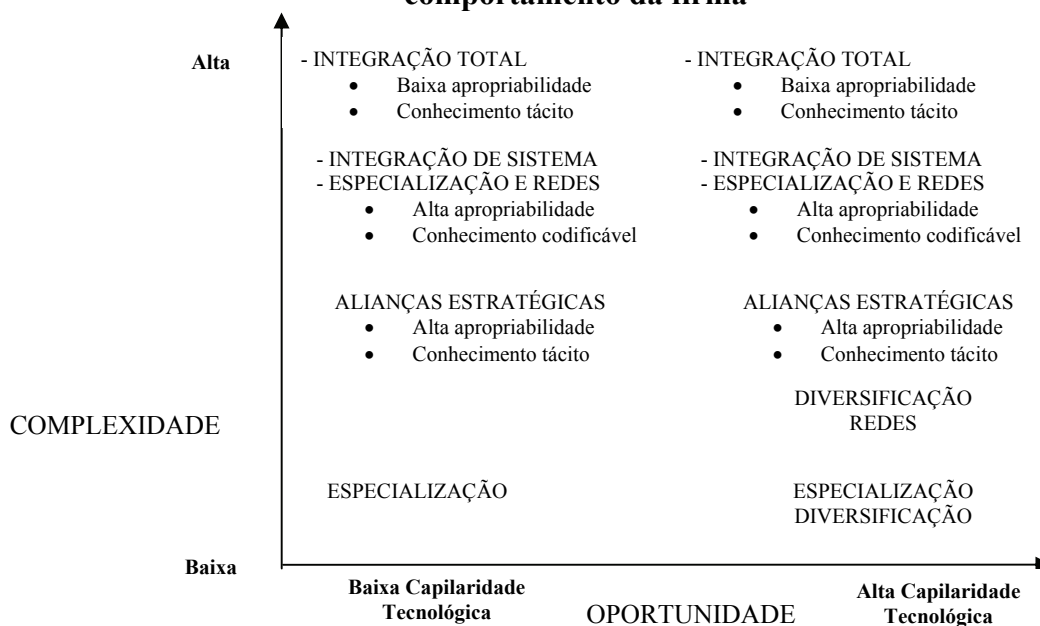 comportamento da firma
Alta
- INTEGRAÇÃO TOTAL
• Baixa apropriabilidade
• Conhecimento tácito
- INTEGRAÇÃO DE SISTEMA
- ESPECIALIZAÇÃO E REDES
• Alta apropriabilidade
• Conhecimento codificável
ALIANÇAS ESTRATÉGICAS
• Alta apropriabilidade
• Conhecimento tácito
- INTEGRAÇÃO TOTAL
• Baixa apropriabilidade
• Conhecimento tácito
- INTEGRAÇÃO DE SISTEMA
- ESPECIALIZAÇÃO E REDES
• Alta apropriabilidade
• Conhecimento codificável
ALIANÇAS ESTRATÉGICAS
• Alta apropriabilidade
• Conhecimento tácito
DIVERSIFICAÇÃO
REDES
COMPLEXIDADE
ESPECIALIZAÇÃO
ESPECIALIZAÇÃO
DIVERSIFICAÇÃO
Baixa
Baixa Capilaridade
Tecnológica
OPORTUNIDADE
Alta Capilaridade
Tecnológica